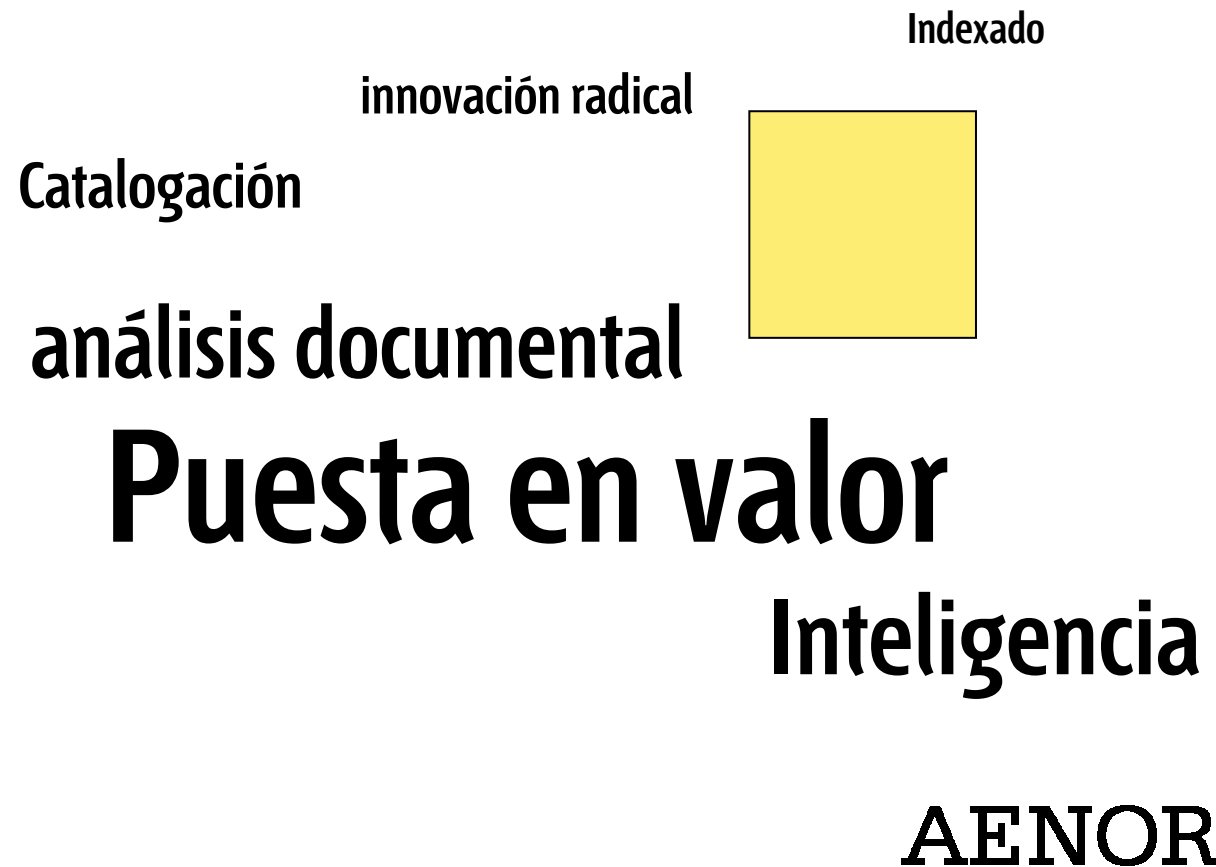 Indexado
innovación radical
Catalogación
análisis documental
Puesta en valor
Inteligencia
AENOR